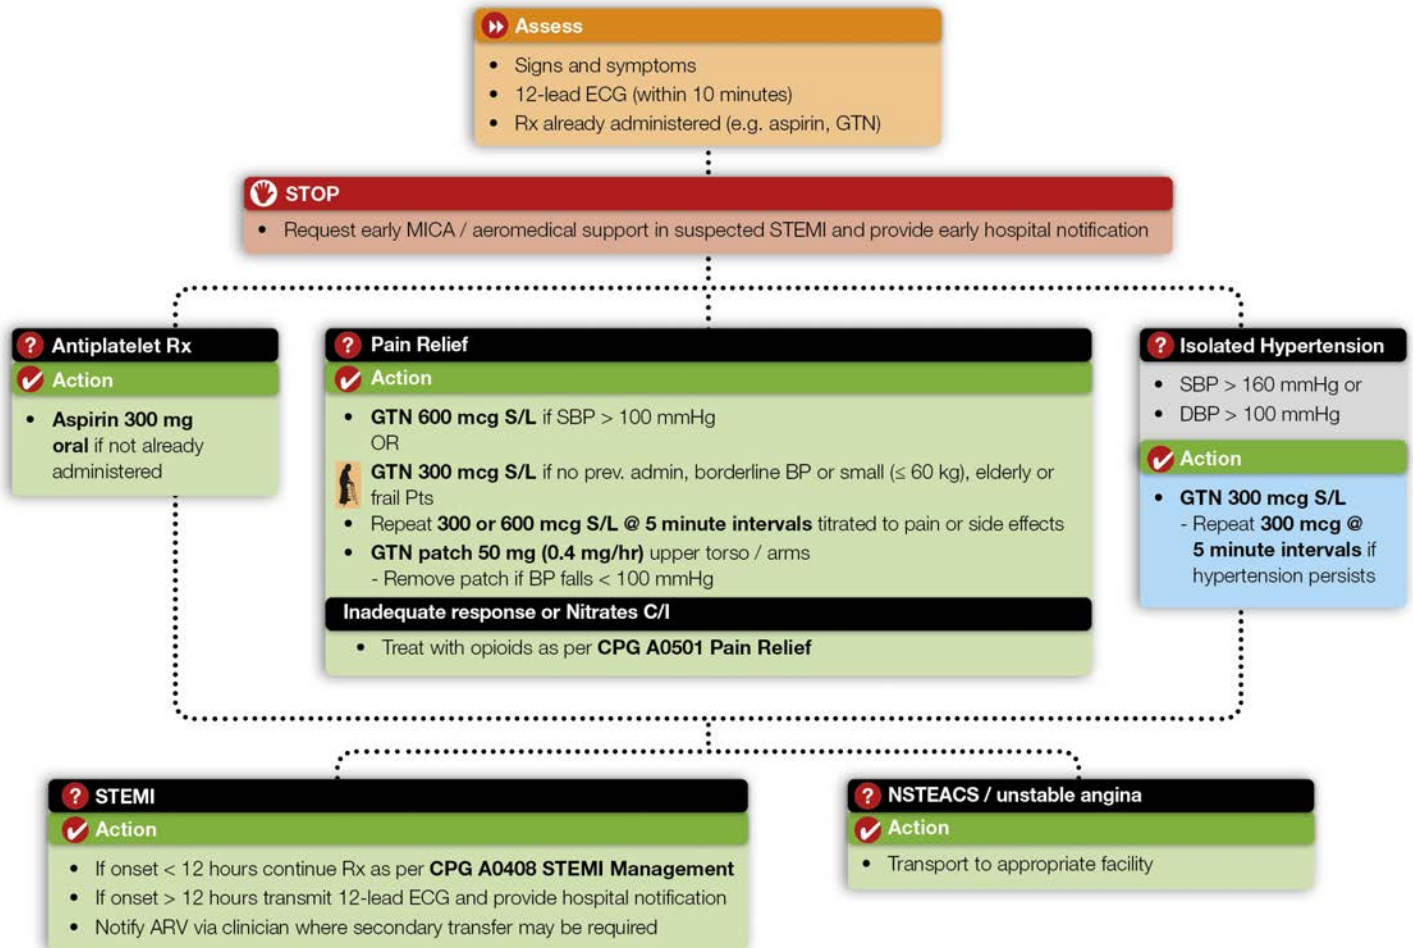 Assess
• Signs and symptoms
• 12-lead ECG (within 10 minutes)
• Rx already administered (e.g. aspirin, GTN)
STOP
• Request early MICA / aeromedical support in suspected STEMI and provide early hospital notification
? Antiplatelet Rx
Action
• Aspirin 300 mg
oral if not already
administered
? Pain Relief
Action
• GTN 600 mcg S/L if SBP > 100 mmHg
OR
GTN 300 mcg S/L if no prev. admin, borderline BP or small (≤ 60 kg), elderly or
frail Pts
• Repeat 300 or 600 mcg S/L @ 5 minute intervals titrated to pain or side effects
• GTN patch 50 mg (0.4 mg/hr) upper torso / arms
- Remove patch if BP falls < 100 mmHg
Inadequate response or Nitrates C/I
• Treat with opioids as per CPG A0501 Pain Relief
? Isolated Hypertension
• SBP > 160 mmHg or
• DBP > 100 mmHg
Action
• GTN 300 mcg S/L
- Repeat 300 mcg @
5 minute intervals if
hypertension persists
? STEMI
Action
• If onset < 12 hours continue Rx as per CPG A0408 STEMI Management
• If onset > 12 hours transmit 12-lead ECG and provide hospital notification
• Notify ARV via clinician where secondary transfer may be required
? NSTEACS / unstable angina
Action
• Transport to appropriate facility